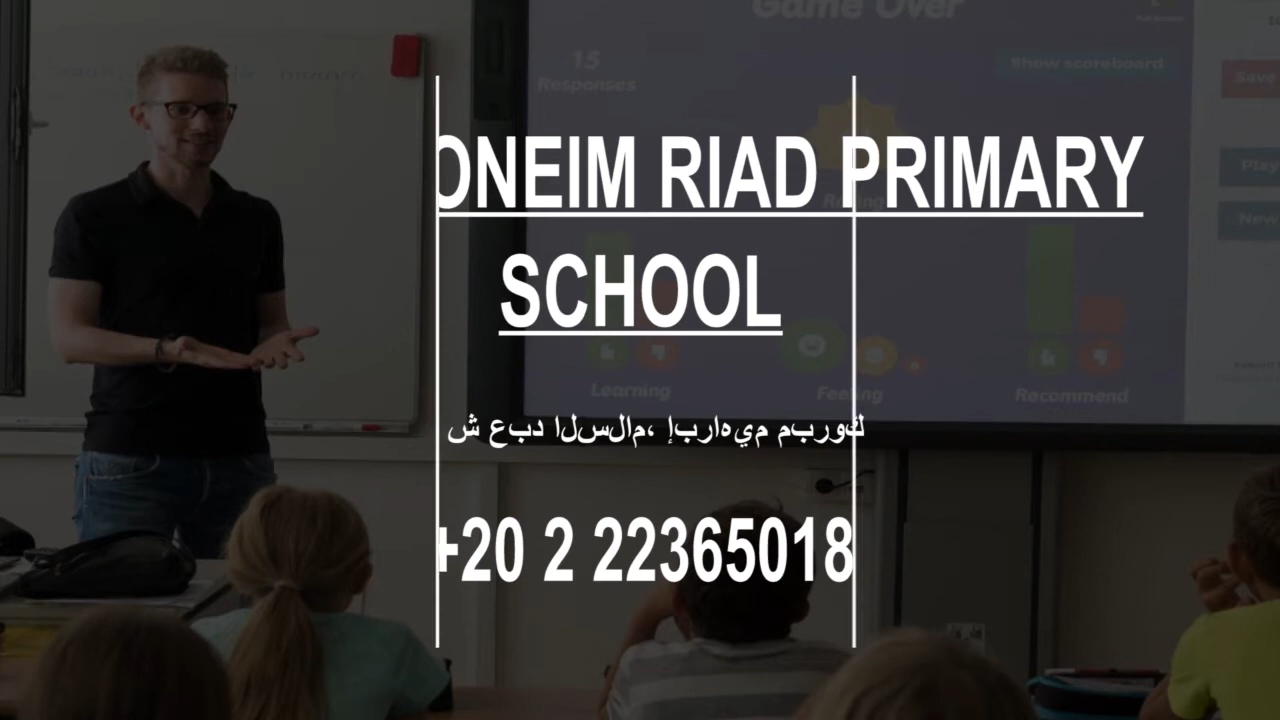 Game Over
15
Responses
Show scoreboard
ONEIM RIAD PRIMARY
SCHOOL
Learning
Feeling
Recommend
ش عبد السلام، إبراهيم مبروك
+20 2 22365018